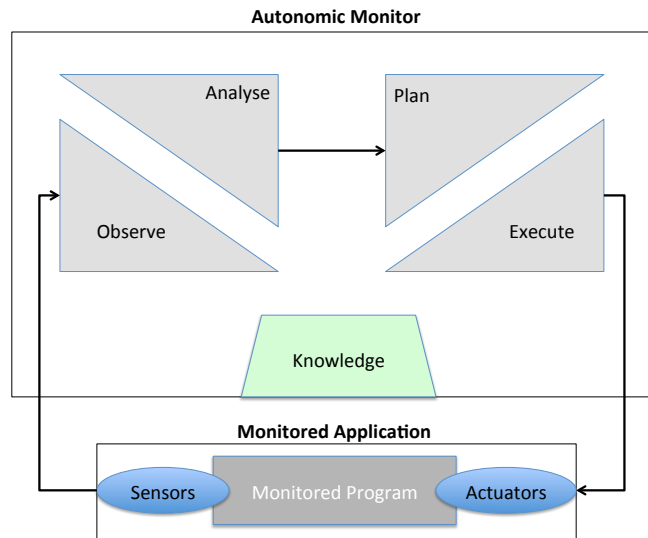 Autonomic Monitor
Analyse
Plan
Observe
Execute
Knowledge
Monitored Application
Sensors
Monitored Program
Actuators